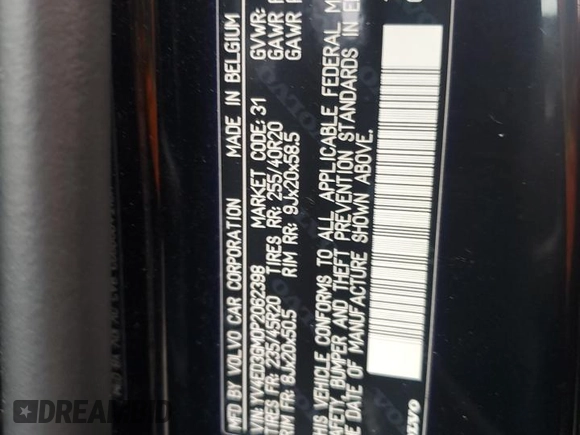 MFD BY VOLVO CAR CORPORATION MADE IN BELGIUM GVWR:
VIN: YV4ED3GM0P2062398 MARKET CODE: 31 GAWR F
TIRES FR: 235/45R20 TIRES RR: 255/40R20 GAWR R
RIM FR: 8Jx20x50.5 RIM RR: 9Jx20x58.5
THIS VEHICLE CONFORMS TO ALL APPLICABLE FEDERAL M
SAFETY, BUMPER AND THEFT PREVENTION STANDARDS IN E
THE DATE OF MANUFACTURE SHOWN ABOVE.
VOLVO
RideSafely